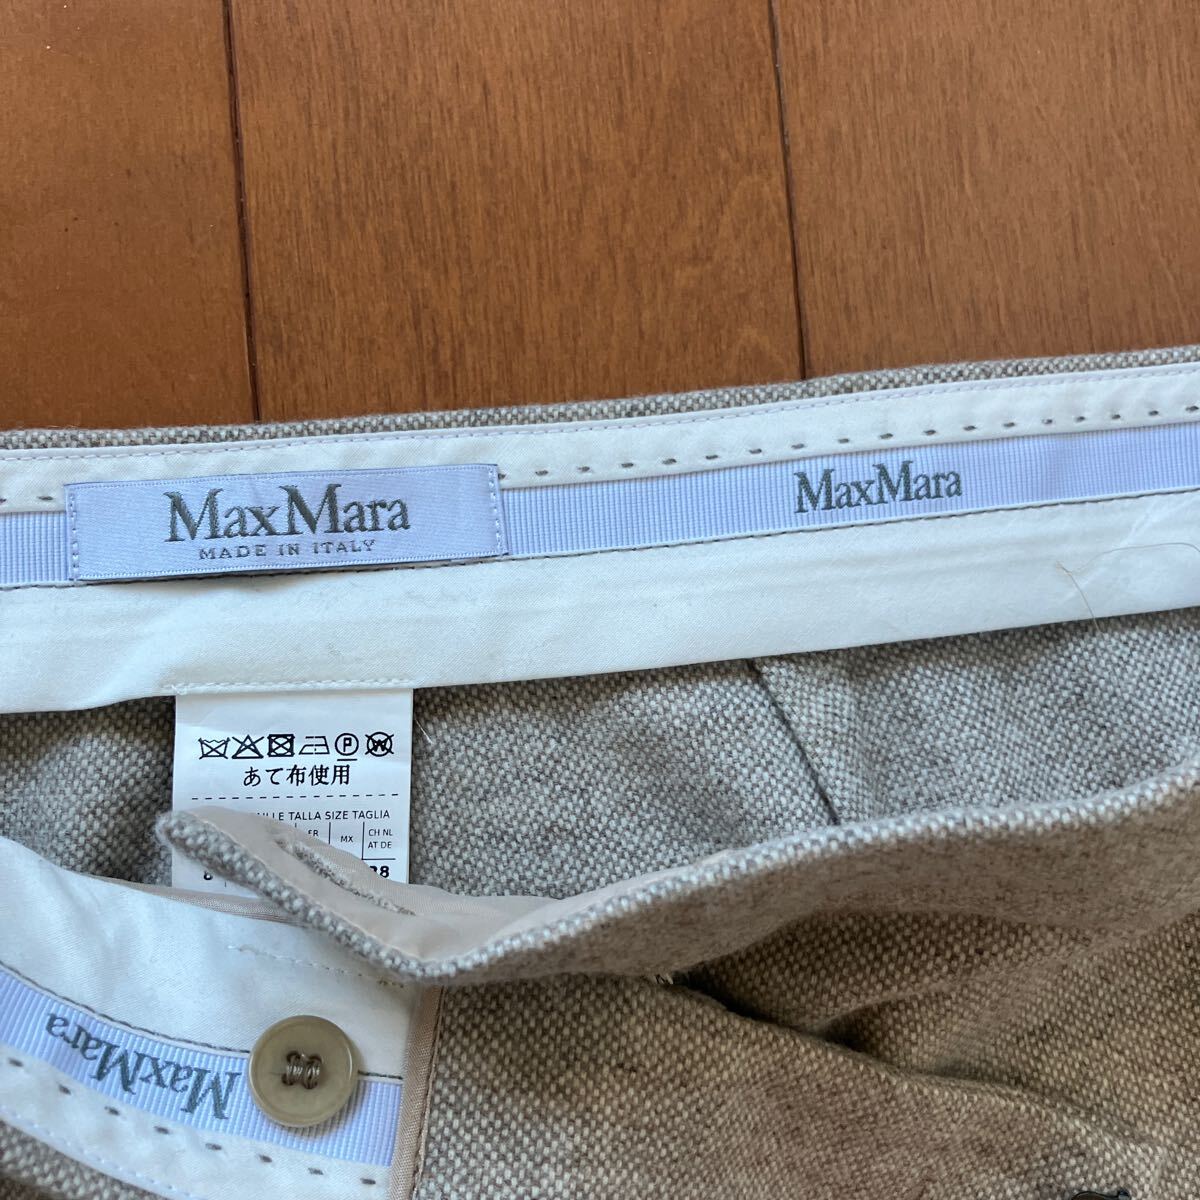 MaxMara
MADE IN ITALY
MaxMara
P W
あて布使用
TALLA SIZE TAGLIA
MX
CH NL
AT DE
MaxMara